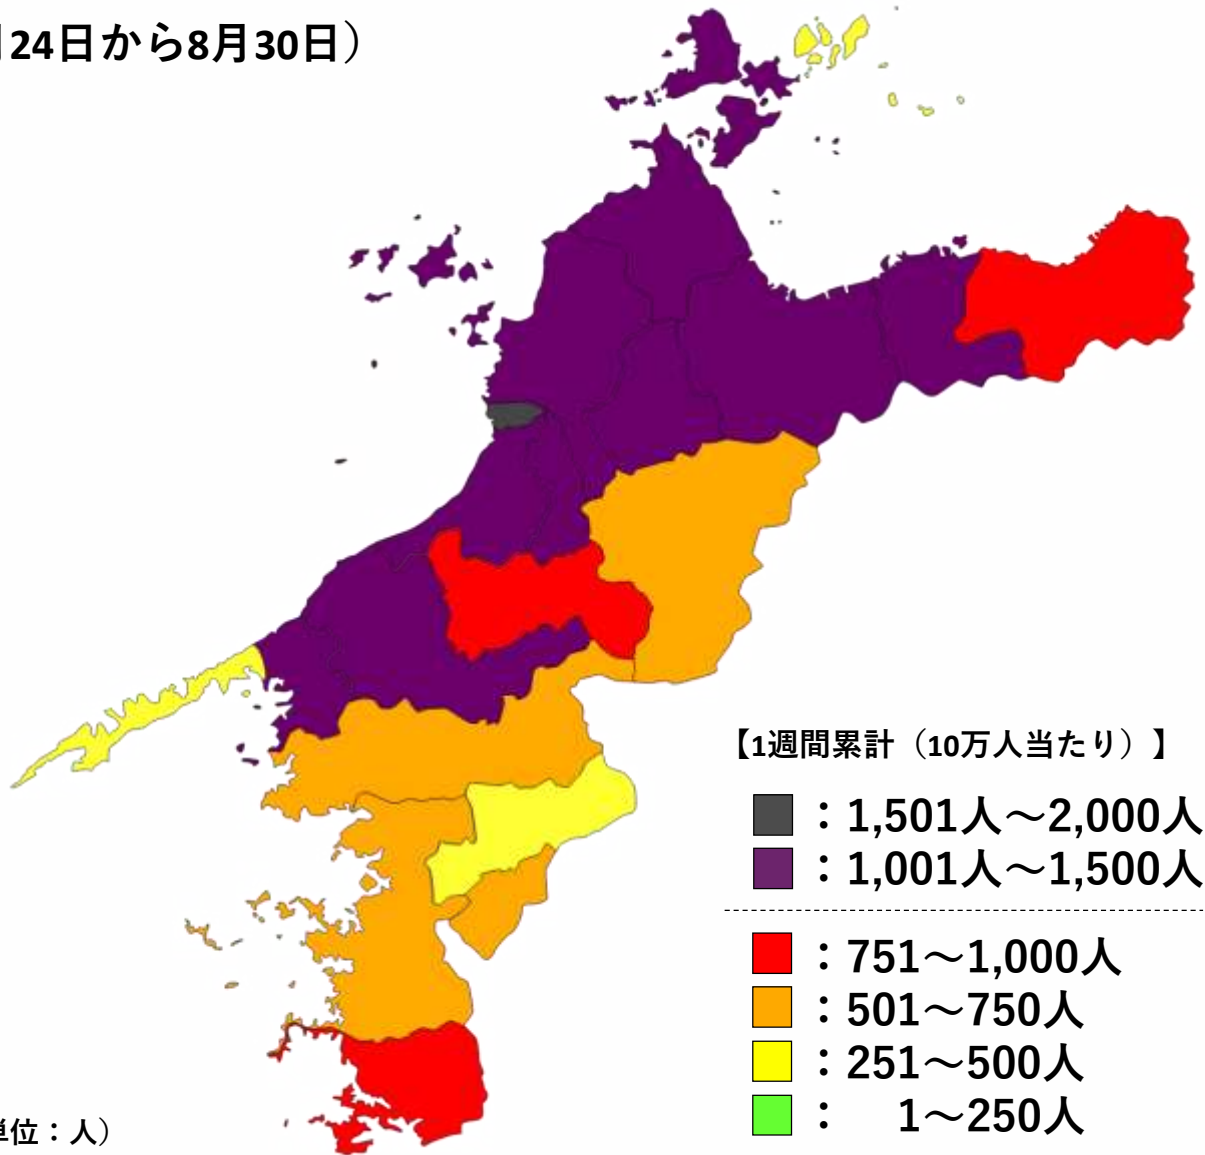 24日から8月30日）
【1週間累計（10万人当たり）】
：1,501人～2,000人
：1,001人～1,500人
：751～1,000人
：501～750人
：251～500人
：　1～250人
単位：人）